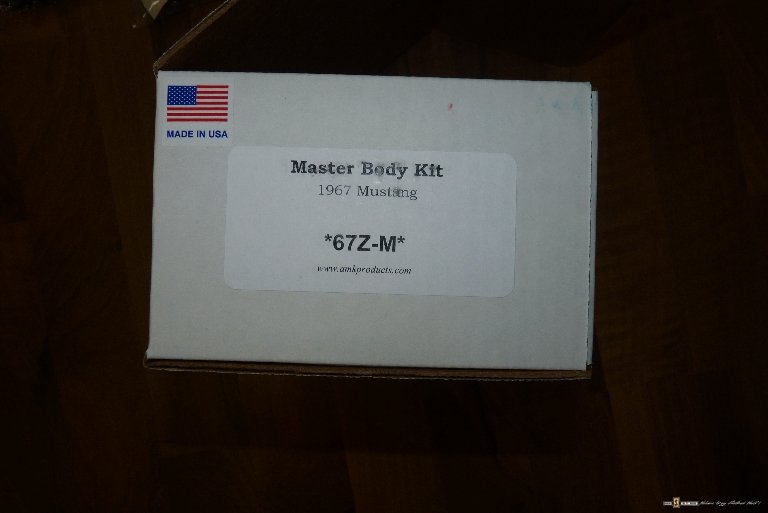 MADE IN USA
Master Body Kit
1967 Mustang
*67Z-M*
www.amkproducts.com